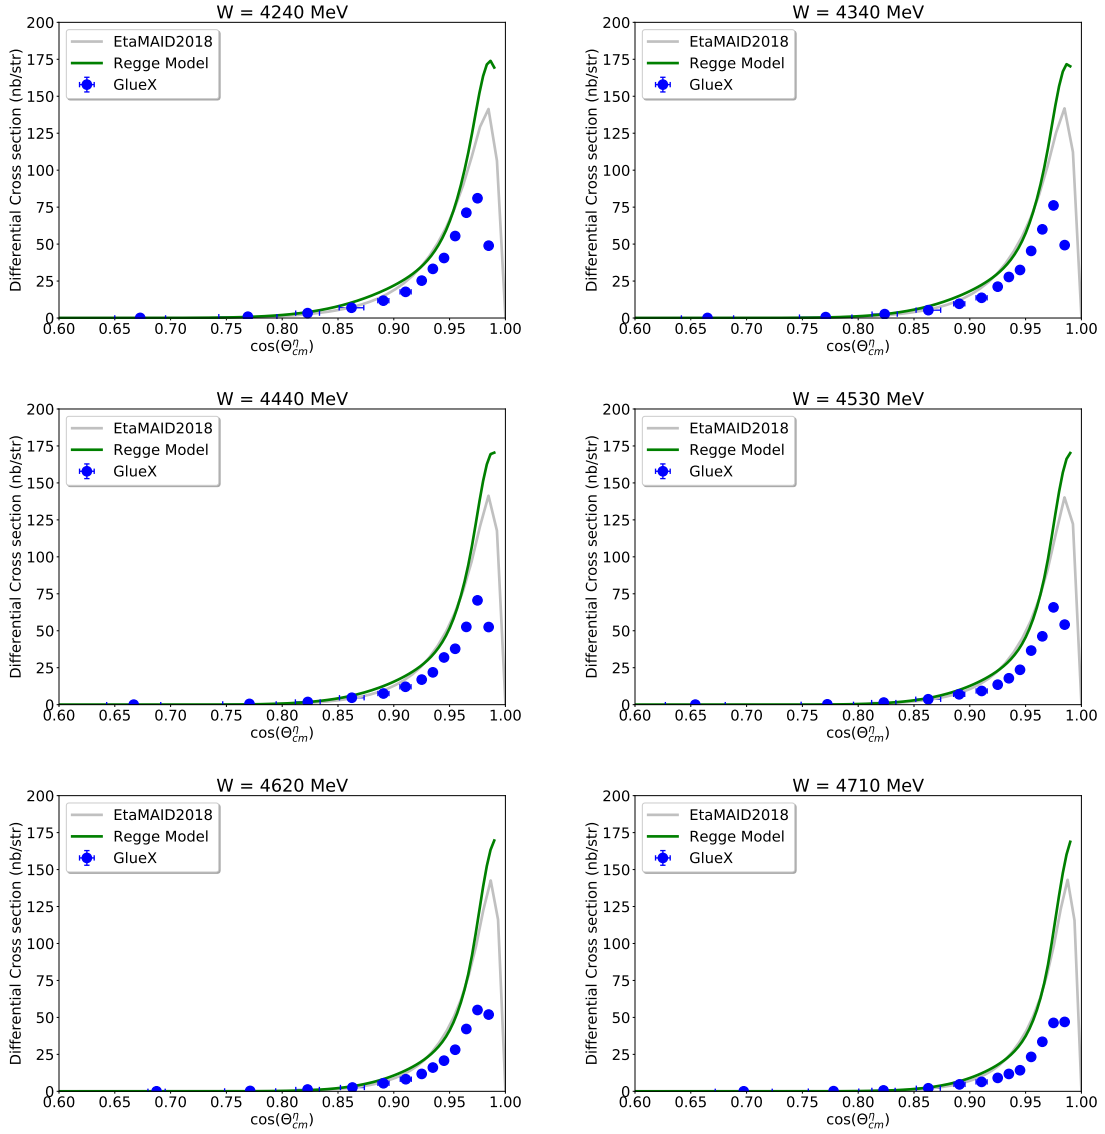 W = 4240 MeV
Differential Cross section (nb/str)
200
175
150
125
100
75
50
25
0
EtaMAID2018
Regge Model
GlueX
0.60 0.65 0.70 0.75 0.80 0.85 0.90 0.95 1.00
cos(Θ^η_cm)
W = 4340 MeV
Differential Cross section (nb/str)
200
175
150
125
100
75
50
25
0
EtaMAID2018
Regge Model
GlueX
0.60 0.65 0.70 0.75 0.80 0.85 0.90 0.95 1.00
cos(Θ^η_cm)
W = 4440 MeV
Differential Cross section (nb/str)
200
175
150
125
100
75
50
25
0
EtaMAID2018
Regge Model
GlueX
0.60 0.65 0.70 0.75 0.80 0.85 0.90 0.95 1.00
cos(Θ^η_cm)
W = 4530 MeV
Differential Cross section (nb/str)
200
175
150
125
100
75
50
25
0
EtaMAID2018
Regge Model
GlueX
0.60 0.65 0.70 0.75 0.80 0.85 0.90 0.95 1.00
cos(Θ^η_cm)
W = 4620 MeV
Differential Cross section (nb/str)
200
175
150
125
100
75
50
25
0
EtaMAID2018
Regge Model
GlueX
0.60 0.65 0.70 0.75 0.80 0.85 0.90 0.95 1.00
cos(Θ^η_cm)
W = 4710 MeV
Differential Cross section (nb/str)
200
175
150
125
100
75
50
25
0
EtaMAID2018
Regge Model
GlueX
0.60 0.65 0.70 0.75 0.80 0.85 0.90 0.95 1.00
cos(Θ^η_cm)